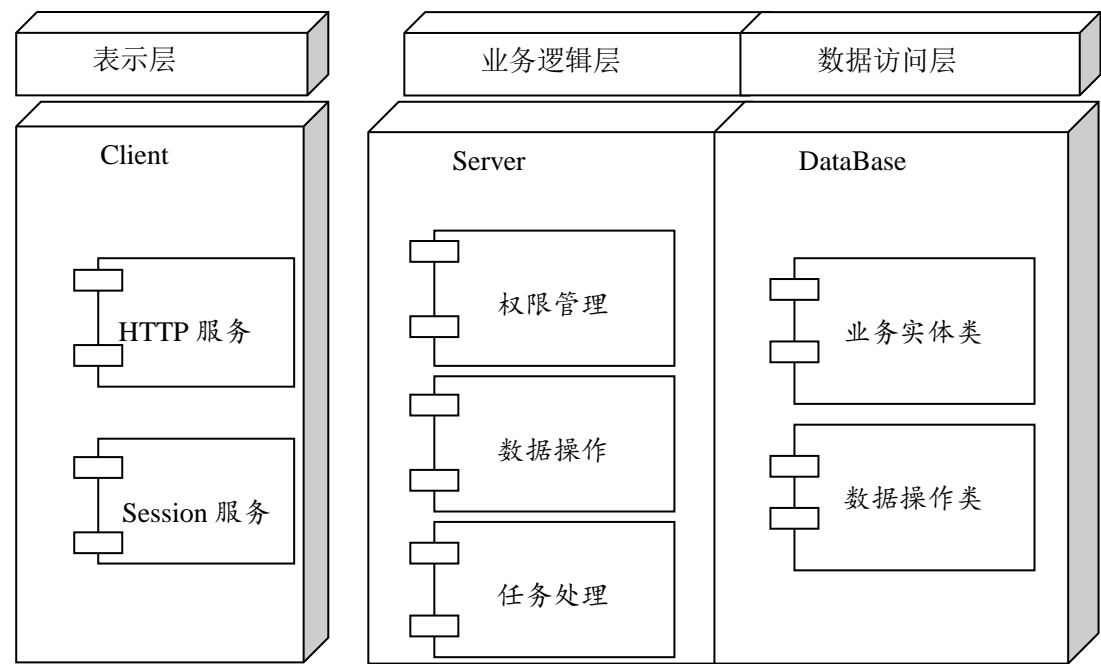 表示层
业务逻辑层
数据访问层
Client
HTTP 服务
Session 服务
Server
权限管理
数据操作
任务处理
DataBase
业务实体类
数据操作类